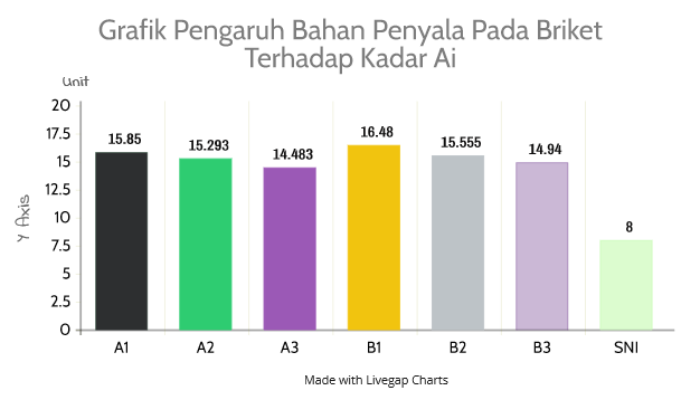 Grafik Pengaruh Bahan Penyala Pada Briket
Terhadap Kadar Ai
Unit
20
17.5
15
12.5
10
7.5
5
2.5
0
Y Axis
15.85
15.293
14.483
16.48
15.555
14.94
8
A1
A2
A3
B1
B2
B3
SNI
Made with Livegap Charts